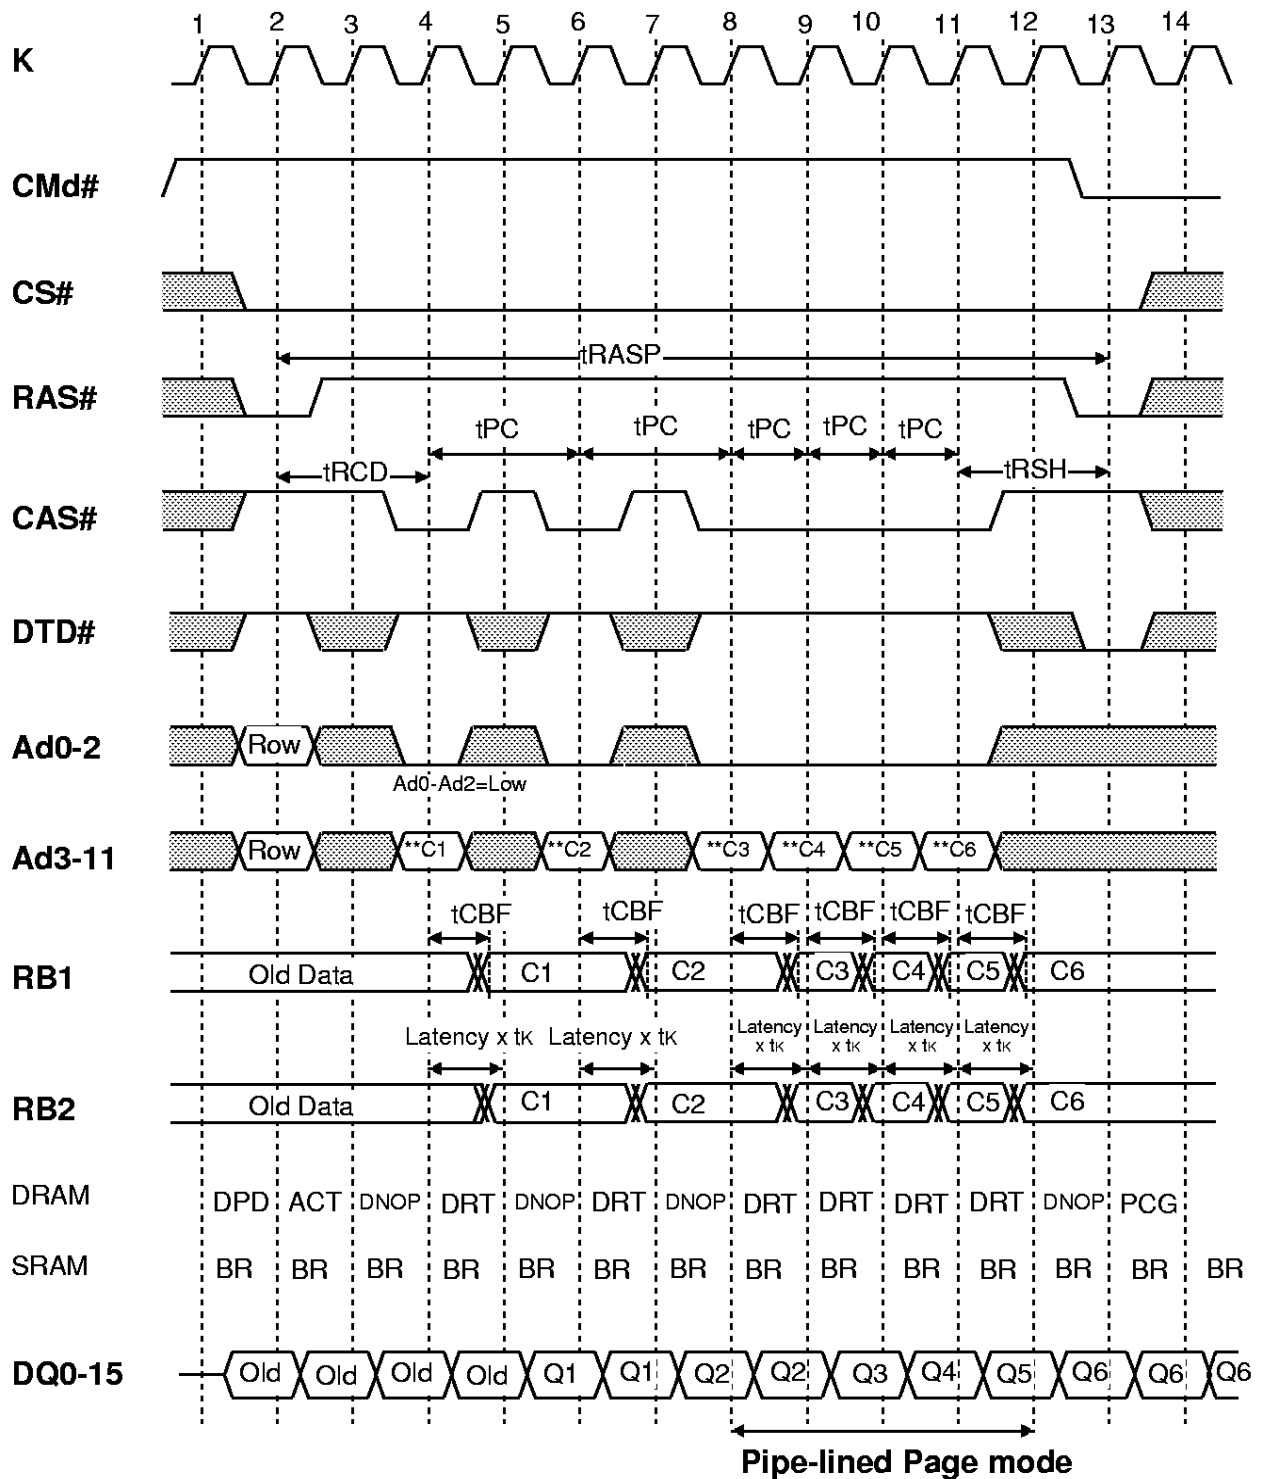 1 2 3 4 5 6 7 8 9 10 11 12 13 14
K
CMd#
CS#
tRASP
RAS#
tPC tPC tPC tPC tPC
tRCD tRSH
CAS#
DTD#
Ad0-2 Row
Ad0-Ad2=Low
Ad3-11 Row **C1 **C2 **C3 **C4 **C5 **C6
tCBF tCBF tCBF tCBF tCBF tCBF
RB1 Old Data C1 C2 C3 C4 C5 C6
Latency x tK Latency x tK Latency x tK Latency x tK Latency x tK Latency x tK
RB2 Old Data C1 C2 C3 C4 C5 C6
DRAM DPD ACT DNOP DRT DNOP DRT DNOP DRT DRT DRT DRT DNOP PCG
SRAM BR BR BR BR BR BR BR BR BR BR BR BR BR BR
DQ0-15 Old Old Old Old Q1 Q1 Q2 Q2 Q3 Q4 Q5 Q6 Q6 Q6
Pipe-lined Page mode